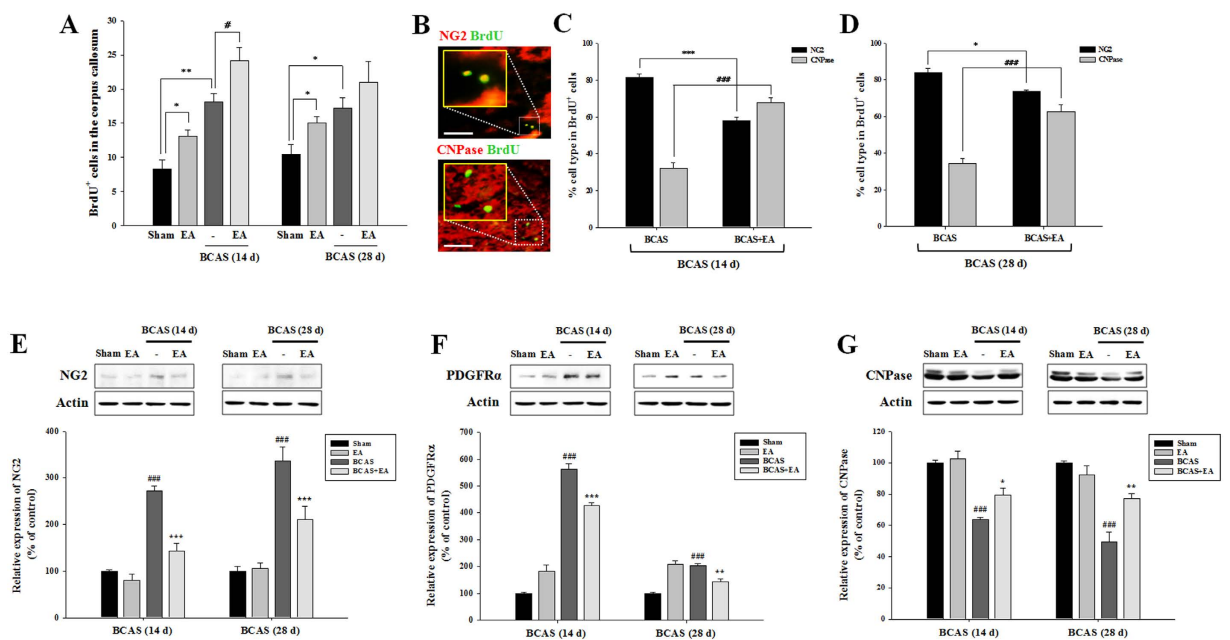 A
BrdU+ cells in the corpus callosum
30
25
20
15
10
5
0
**
*
#
*
*
Sham EA - EA Sham EA - EA
BCAS (14 d) BCAS (28 d)
B
NG2 BrdU
CNPase BrdU
C
% cell type in BrdU+ cells
100
80
60
40
20
0
***
###
NG2
CNPase
BCAS BCAS+EA
BCAS (14 d)
D
% cell type in BrdU+ cells
100
80
60
40
20
0
*
###
NG2
CNPase
BCAS BCAS+EA
BCAS (28 d)
E
BCAS (14 d) BCAS (28 d)
Sham EA - EA Sham EA - EA
NG2
Actin
Relative expression of NG2
(% of control)
400
300
200
100
0
###
***
###
***
Sham
EA
BCAS
BCAS+EA
BCAS (14 d) BCAS (28 d)
F
BCAS (14 d) BCAS (28 d)
Sham EA - EA Sham EA - EA
PDGFRα
Actin
Relative expression of PDGFRα
(% of control)
700
600
500
400
300
200
100
0
###
***
###
**
Sham
EA
BCAS
BCAS+EA
BCAS (14 d) BCAS (28 d)
G
BCAS (14 d) BCAS (28 d)
Sham EA - EA Sham EA - EA
CNPase
Actin
Relative expression of CNPase
(% of control)
120
100
80
60
40
20
0
###
*
###
**
Sham
EA
BCAS
BCAS+EA
BCAS (14 d) BCAS (28 d)